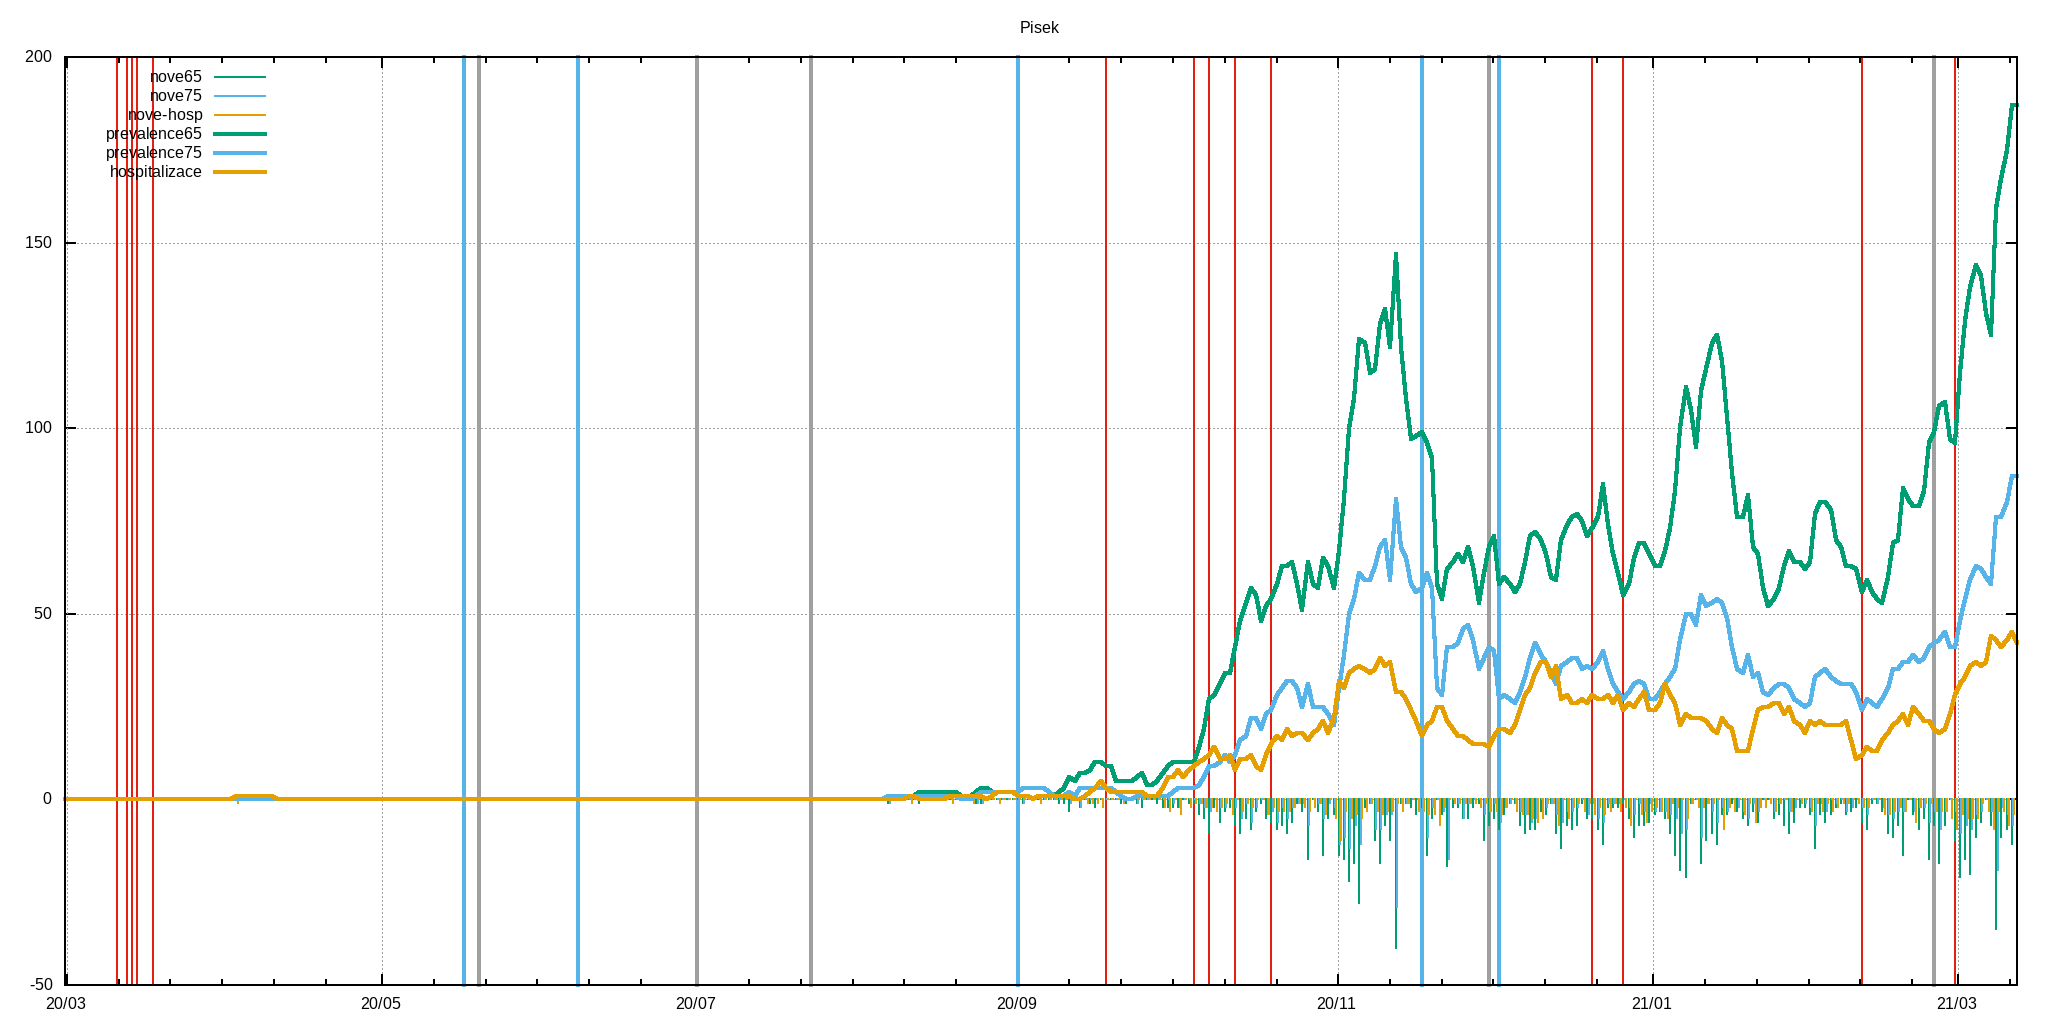 Pisek
200
nove65
nove75
nove-hosp
prevalence65
prevalence75
hospitalizace
150
100
50
0
-50
20/03 20/05 20/07 20/09 20/11 21/01 21/03